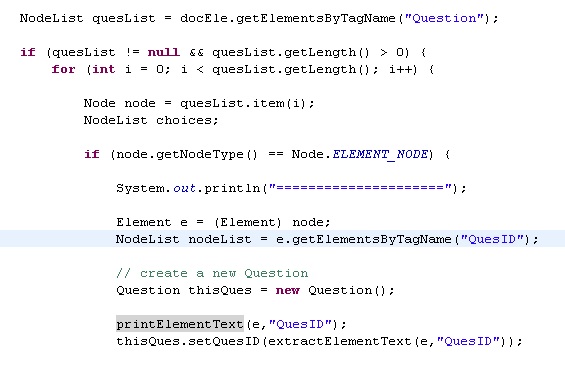 NodeList quesList = docEle.getElementsByTagName("Question");
if (quesList != null && quesList.getLength() > 0) {
for (int i = 0; i < quesList.getLength(); i++) {
Node node = quesList.item(i);
NodeList choices;
if (node.getNodeType() == Node.ELEMENT_NODE) {
System.out.println("=====================");
Element e = (Element) node;
NodeList nodeList = e.getElementsByTagName("QuesID");
// create a new Question
Question thisQues = new Question();
printElementText(e,"QuesID");
thisQues.setQuesID(extractElementText(e,"QuesID"));